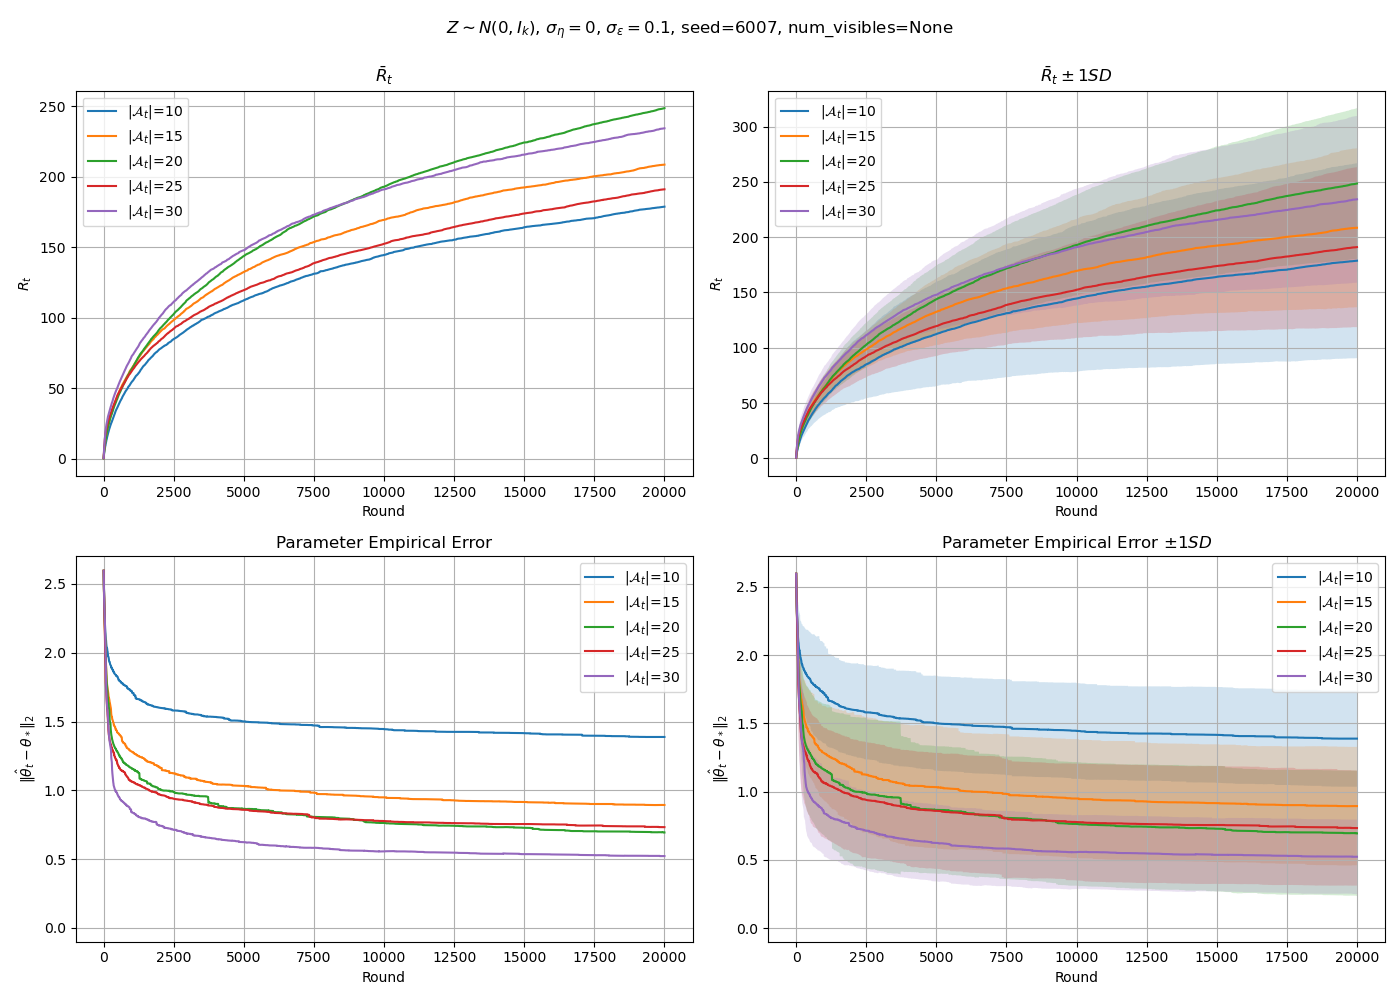 Z ∼ N(0, I_k), σ_η = 0, σ_ε = 0.1, seed=6007, num_visibles=None
R̄_t
R_t
250
200
150
100
50
0
|𝒜_t|=10
|𝒜_t|=15
|𝒜_t|=20
|𝒜_t|=25
|𝒜_t|=30
0 2500 5000 7500 10000 12500 15000 17500 20000
Round
R̄_t ± 1SD
R_t
300
250
200
150
100
50
0
|𝒜_t|=10
|𝒜_t|=15
|𝒜_t|=20
|𝒜_t|=25
|𝒜_t|=30
0 2500 5000 7500 10000 12500 15000 17500 20000
Round
Parameter Empirical Error
‖θ̂_t − θ_*‖₂
2.5
2.0
1.5
1.0
0.5
0.0
|𝒜_t|=10
|𝒜_t|=15
|𝒜_t|=20
|𝒜_t|=25
|𝒜_t|=30
0 2500 5000 7500 10000 12500 15000 17500 20000
Round
Parameter Empirical Error ±1SD
‖θ̂_t − θ_*‖₂
2.5
2.0
1.5
1.0
0.5
0.0
|𝒜_t|=10
|𝒜_t|=15
|𝒜_t|=20
|𝒜_t|=25
|𝒜_t|=30
0 2500 5000 7500 10000 12500 15000 17500 20000
Round